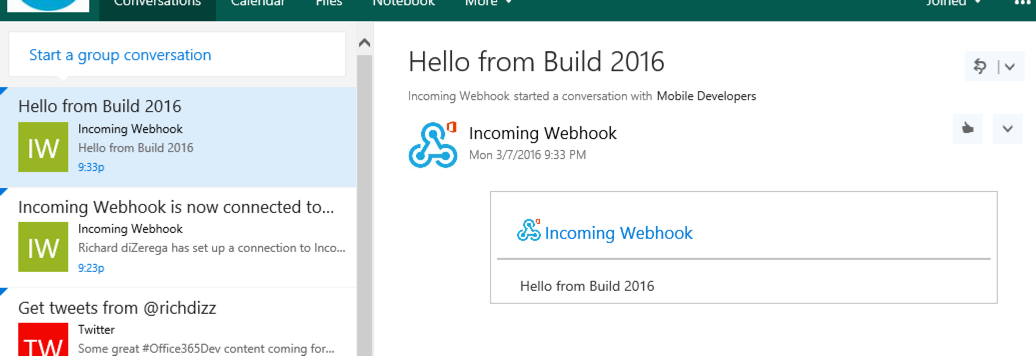 Conversations Calendar Files Notebook More Joined
Start a group conversation
Hello from Build 2016
IW
Incoming Webhook
Hello from Build 2016
9:33p
Incoming Webhook is now connected to...
IW
Incoming Webhook
Richard diZerega has set up a connection to Inco...
9:23p
Get tweets from @richdizz
TW
Twitter
Some great #Office365Dev content coming for...
Hello from Build 2016
Incoming Webhook started a conversation with Mobile Developers
Incoming Webhook
Mon 3/7/2016 9:33 PM
Incoming Webhook
Hello from Build 2016